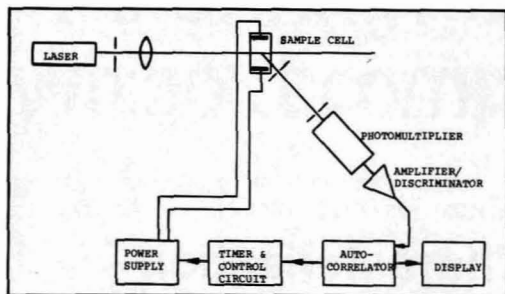 SAMPLE CELL
LASER
PHOTOMULTIPLIER
AMPLIFIER/
DISCRIMINATOR
POWER
SUPPLY
TIMER &
CONTROL
CIRCUIT
AUTO-
CORRELATOR
DISPLAY